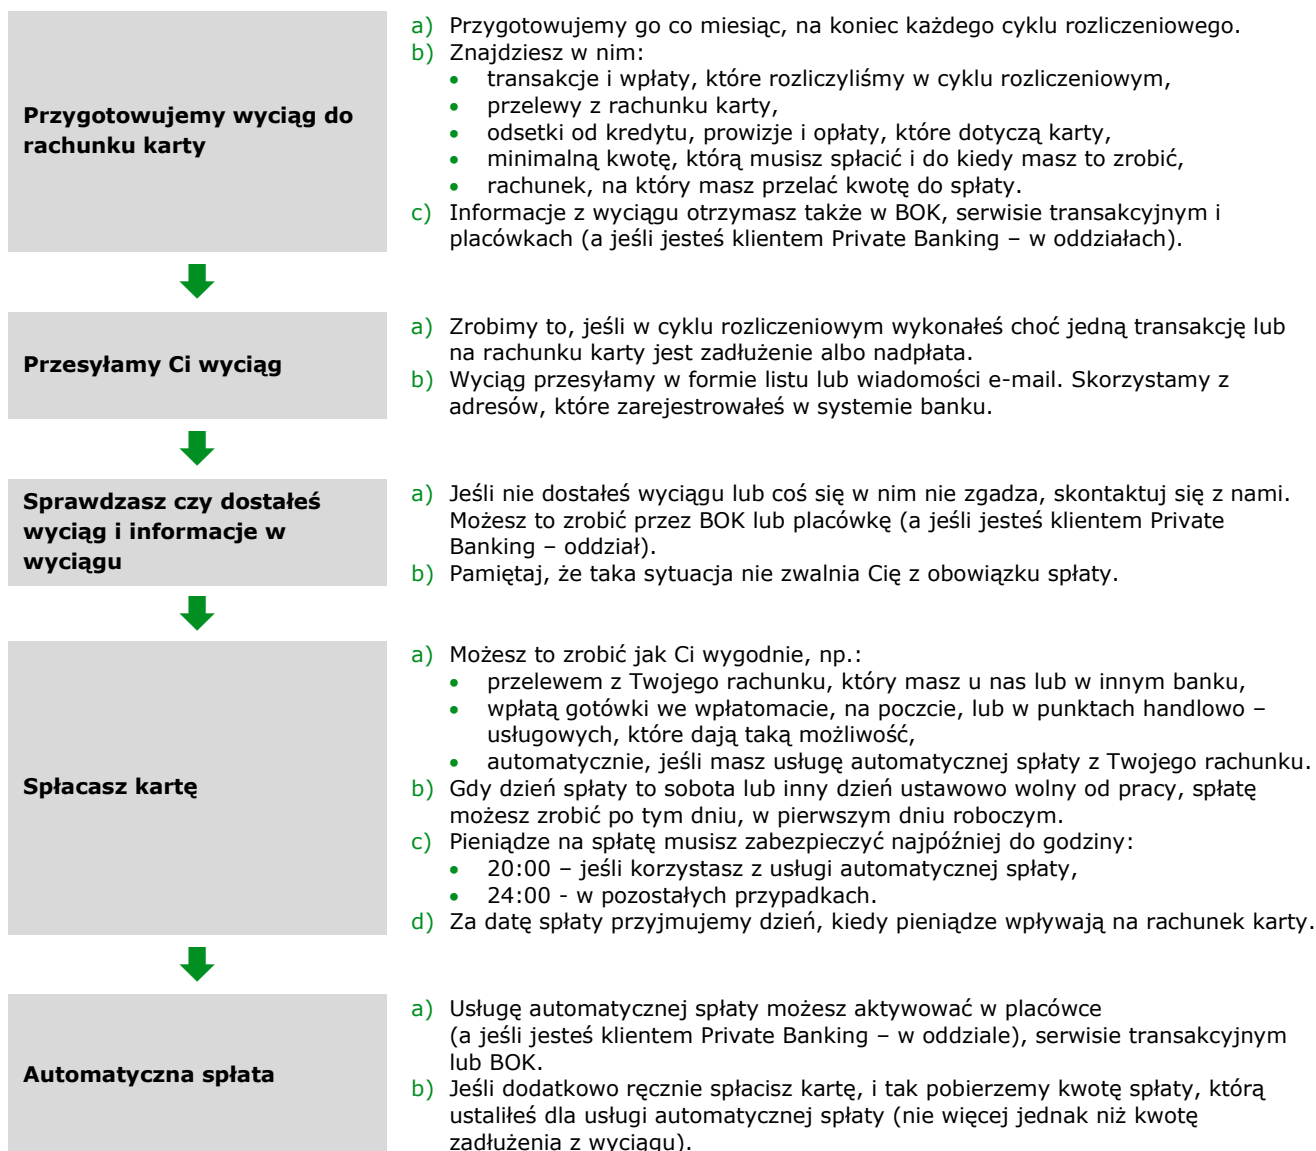 Przygotowujemy wyciąg do
rachunku karty
a) Przygotowujemy go co miesiąc, na koniec każdego cyklu rozliczeniowego.
b) Znajdziesz w nim:
• transakcje i wpłaty, które rozliczyliśmy w cyklu rozliczeniowym,
• przelewy z rachunku karty,
• odsetki od kredytu, prowizje i opłaty, które dotyczą karty,
• minimalną kwotę, którą musisz spłacić i do kiedy masz to zrobić,
• rachunek, na który masz przelać kwotę do spłaty.
c) Informacje z wyciągu otrzymasz także w BOK, serwisie transakcyjnym i
placówkach (a jeśli jesteś klientem Private Banking – w oddziałach).
Przesyłamy Ci wyciąg
a) Zrobimy to, jeśli w cyklu rozliczeniowym wykonałeś choć jedną transakcję lub
na rachunku karty jest zadłużenie albo nadpłata.
b) Wyciąg przesyłamy w formie listu lub wiadomości e-mail. Skorzystamy z
adresów, które zarejestrowałeś w systemie banku.
Sprawdzasz czy dostałeś
wyciąg i informacje w
wyciągu
a) Jeśli nie dostałeś wyciągu lub coś się w nim nie zgadza, skontaktuj się z nami.
Możesz to zrobić przez BOK lub placówkę (a jeśli jesteś klientem Private
Banking – oddział).
b) Pamiętaj, że taka sytuacja nie zwalnia Cię z obowiązku spłaty.
Spłacasz kartę
a) Możesz to zrobić jak Ci wygodnie, np.:
• przelewem z Twojego rachunku, który masz u nas lub w innym banku,
• wpłatą gotówki we wpłatomacie, na poczcie, lub w punktach handlowo –
usługowych, które dają taką możliwość,
• automatycznie, jeśli masz usługę automatycznej spłaty z Twojego rachunku.
b) Gdy dzień spłaty to sobota lub inny dzień ustawowo wolny od pracy, spłatę
możesz zrobić po tym dniu, w pierwszym dniu roboczym.
c) Pieniądze na spłatę musisz zabezpieczyć najpóźniej do godziny:
• 20:00 – jeśli korzystasz z usługi automatycznej spłaty,
• 24:00 - w pozostałych przypadkach.
d) Za datę spłaty przyjmujemy dzień, kiedy pieniądze wpływają na rachunek karty.
Automatyczna spłata
a) Usługę automatycznej spłaty możesz aktywować w placówce
(a jeśli jesteś klientem Private Banking – w oddziale), serwisie transakcyjnym
lub BOK.
b) Jeśli dodatkowo ręcznie spłacisz kartę, i tak pobierzemy kwotę spłaty, którą
ustaliłeś dla usługi automatycznej spłaty (nie więcej jednak niż kwotę
zadłużenia z wyciągu).